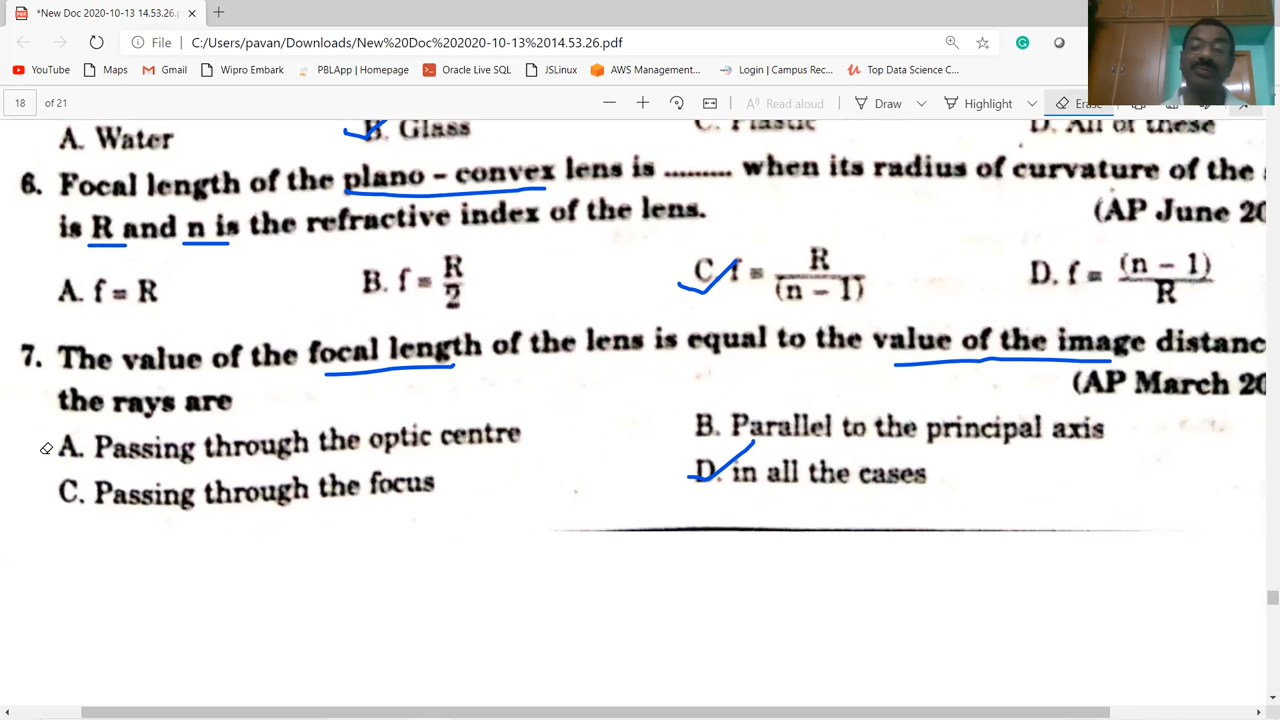 *New Doc 2020-10-13 14.53.26.p
File C:/Users/pavan/Downloads/New%20Doc%202020-10-13%2014.53.26.pdf
YouTube Maps Gmail Wipro Embark PBLApp | Homepage Oracle Live SQL JSLinux AWS Management... Login | Campus Rec... Top Data Science C...
18 of 21 Read aloud Draw Highlight Erase
A. Water B. Glass C. Plastic D. All of these
6. Focal length of the plano – convex lens is ......... when its radius of curvature of the
is R and n is the refractive index of the lens. (AP June 20
A. f = R B. f = R/2 C. f = R/(n – 1) D. f = (n – 1)/R
7. The value of the focal length of the lens is equal to the value of the image distanc
the rays are (AP March 20
A. Passing through the optic centre B. Parallel to the principal axis
C. Passing through the focus D. in all the cases